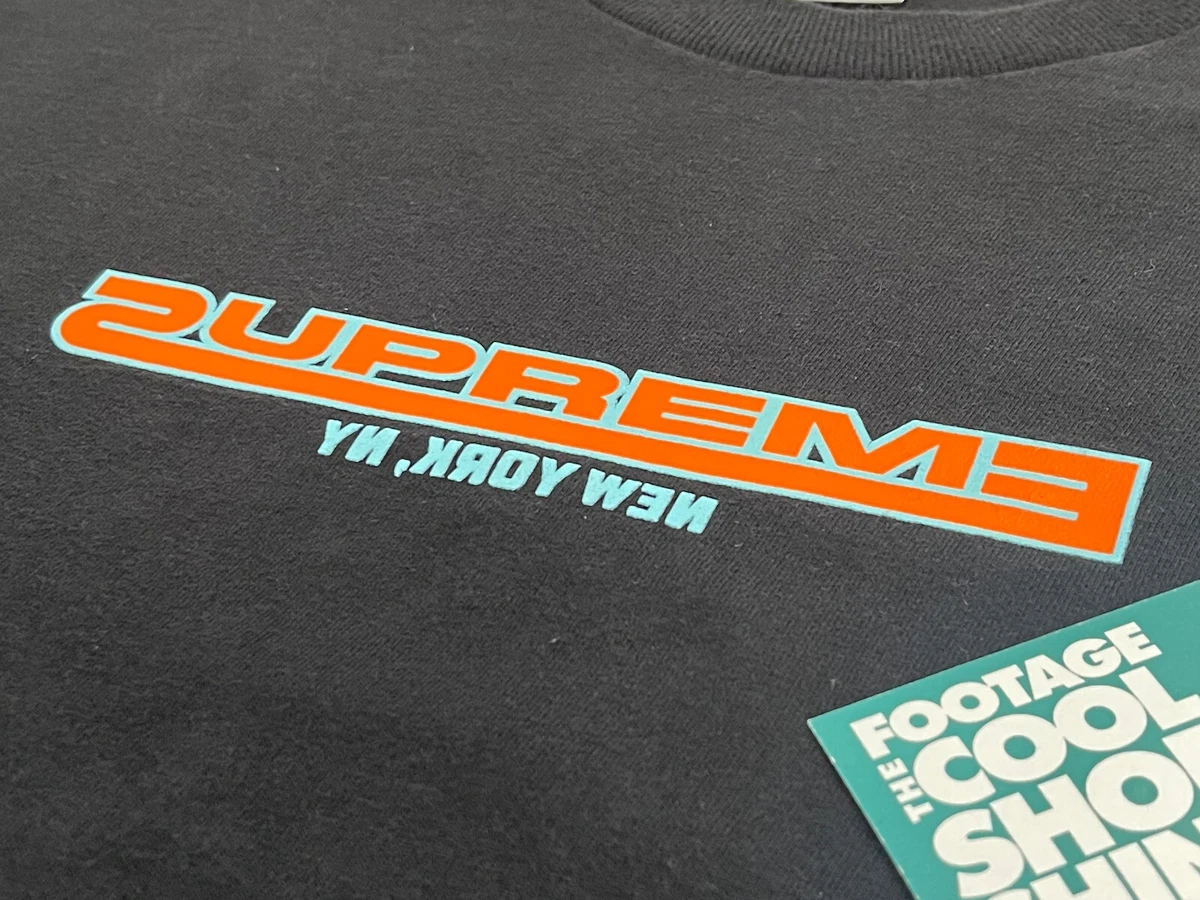 SUPREME
NEW YORK, NY
FOOTAGE
THE COOL